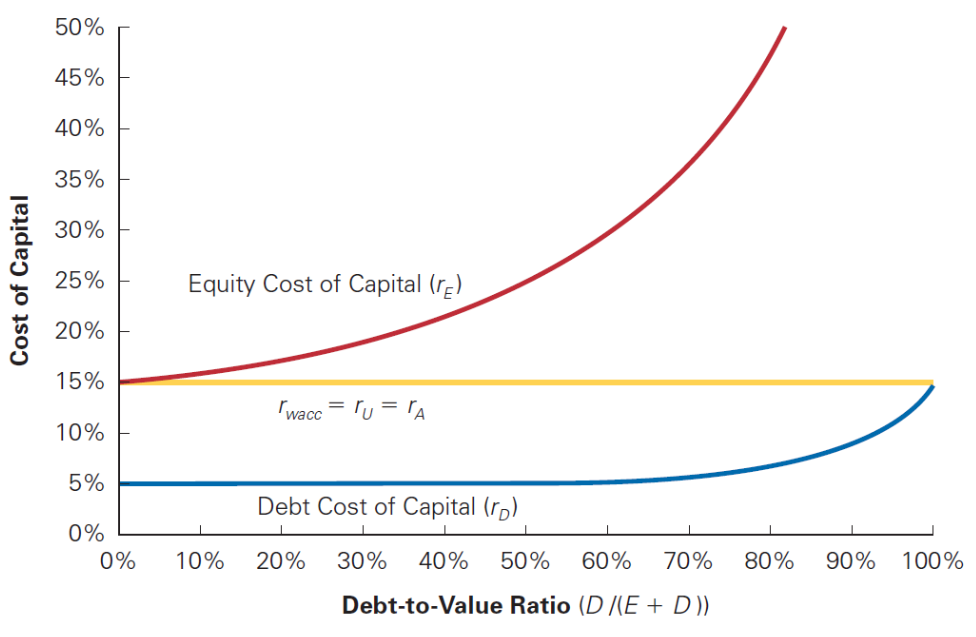 50%
45%
40%
35%
30%
25%
20%
15%
10%
5%
0%
Cost of Capital
Equity Cost of Capital (r_E)
r_wacc = r_U = r_A
Debt Cost of Capital (r_D)
0% 10% 20% 30% 40% 50% 60% 70% 80% 90% 100%
Debt-to-Value Ratio (D/(E + D))